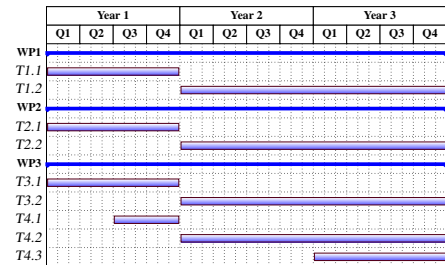 Year 1 Year 2 Year 3
Q1 Q2 Q3 Q4 Q1 Q2 Q3 Q4 Q1 Q2 Q3 Q4
WP1
T1.1
T1.2
WP2
T2.1
T2.2
WP3
T3.1
T3.2
T4.1
T4.2
T4.3